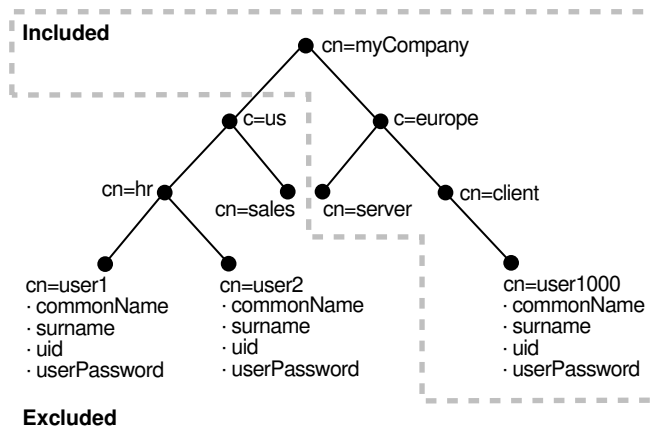 Included
cn=myCompany
c=us
c=europe
cn=hr
cn=sales
cn=server
cn=client
cn=user1
· commonName
· surname
· uid
· userPassword
cn=user2
· commonName
· surname
· uid
· userPassword
cn=user1000
· commonName
· surname
· uid
· userPassword
Excluded